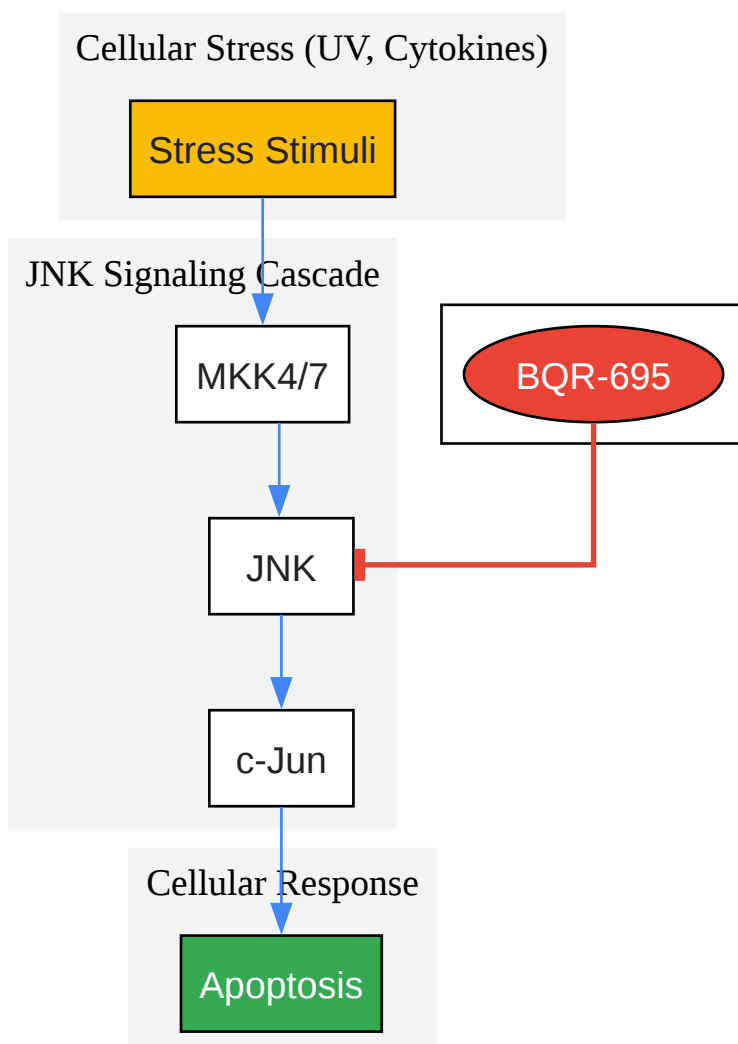 Cellular Stress (UV, Cytokines)
Stress Stimuli
JNK Signaling Cascade
MKK4/7
BQR-695
JNK
c-Jun
Cellular Response
Apoptosis